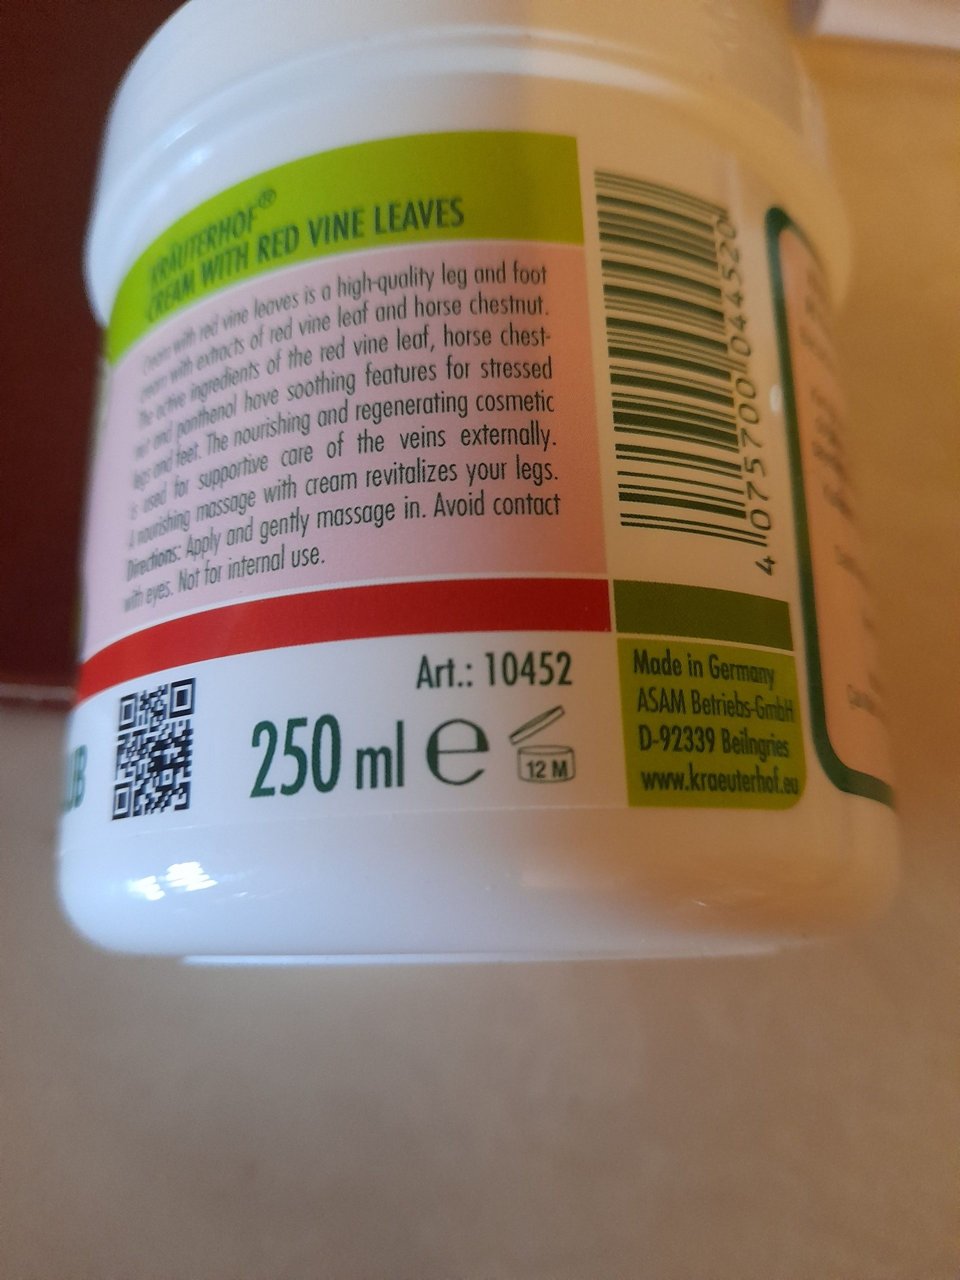 KRÄUTERHOF®
CREAM WITH RED VINE LEAVES
Cream with red vine leaves is a high-quality leg and foot
cream with extracts of red vine leaf and horse chestnut.
The active ingredients of the red vine leaf, horse chest-
nut and panthenol have soothing features for stressed
legs and feet. The nourishing and regenerating cosmetic
is used for supportive care of the veins externally.
A nourishing massage with cream revitalizes your legs.
Directions: Apply and gently massage in. Avoid contact
with eyes. Not for internal use.
Art.: 10452
250 ml e
12 M
4 075700 044520
Made in Germany
ASAM Betriebs-GmbH
D-92339 Beilngries
www.kraeuterhof.eu